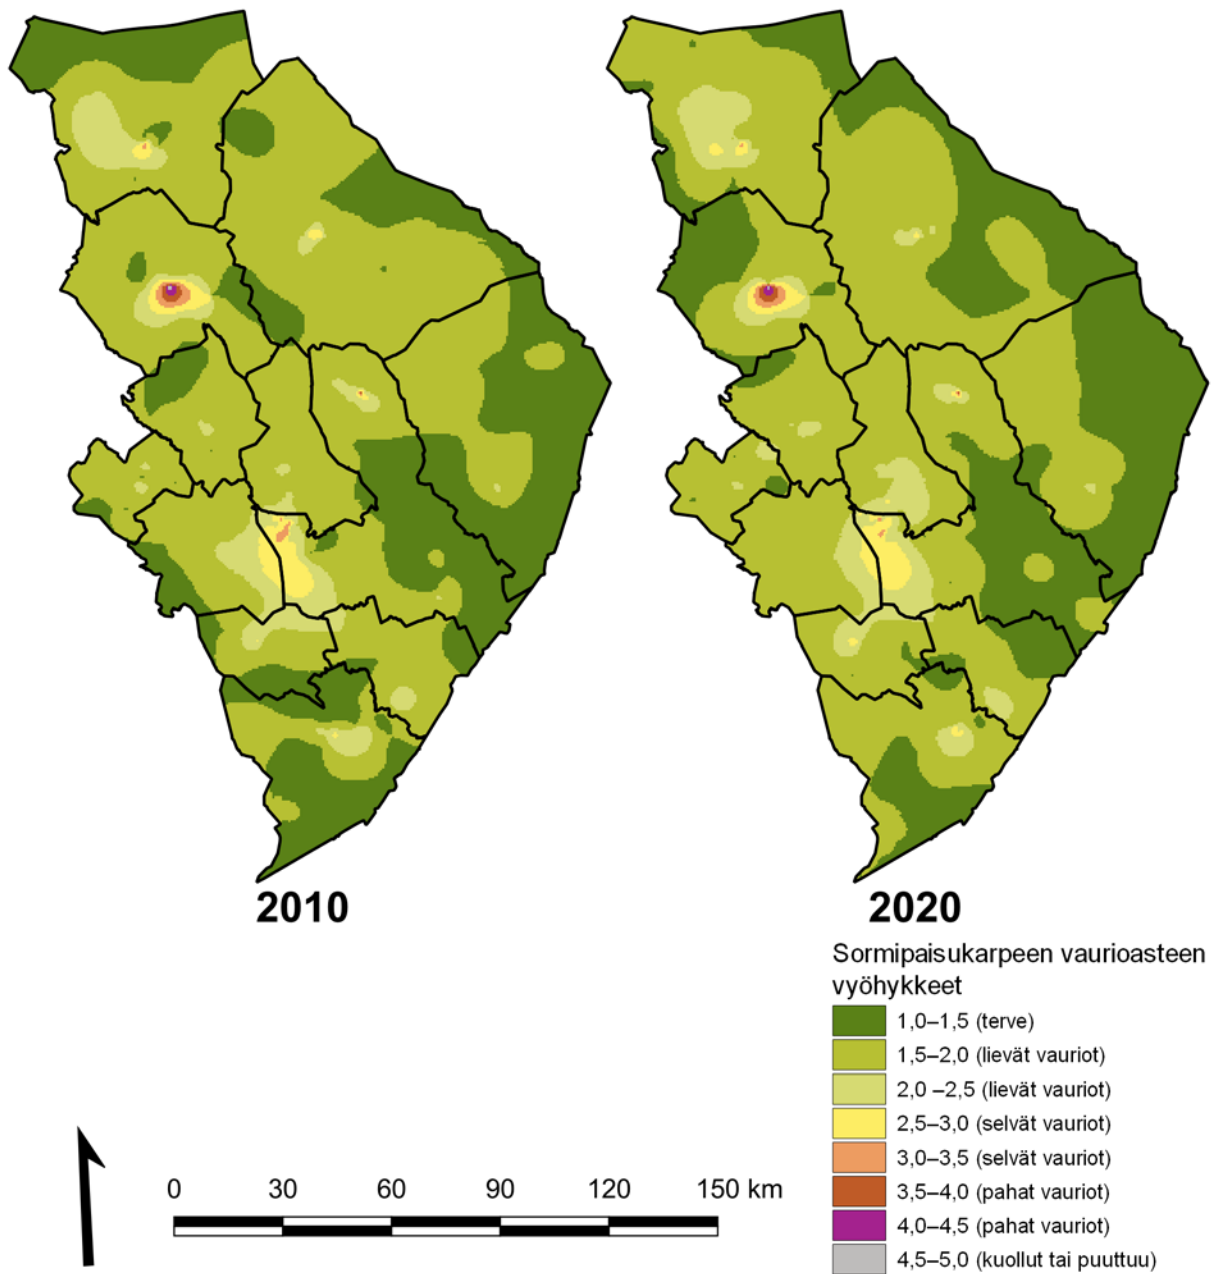 2010
2020
Sormipaisukarpeen vaurioasteen
vyöhykkeet
1,0–1,5 (terve)
1,5–2,0 (lievät vauriot)
2,0 –2,5 (lievät vauriot)
2,5–3,0 (selvät vauriot)
3,0–3,5 (selvät vauriot)
3,5–4,0 (pahat vauriot)
4,0–4,5 (pahat vauriot)
4,5–5,0 (kuollut tai puuttuu)
0 30 60 90 120 150 km